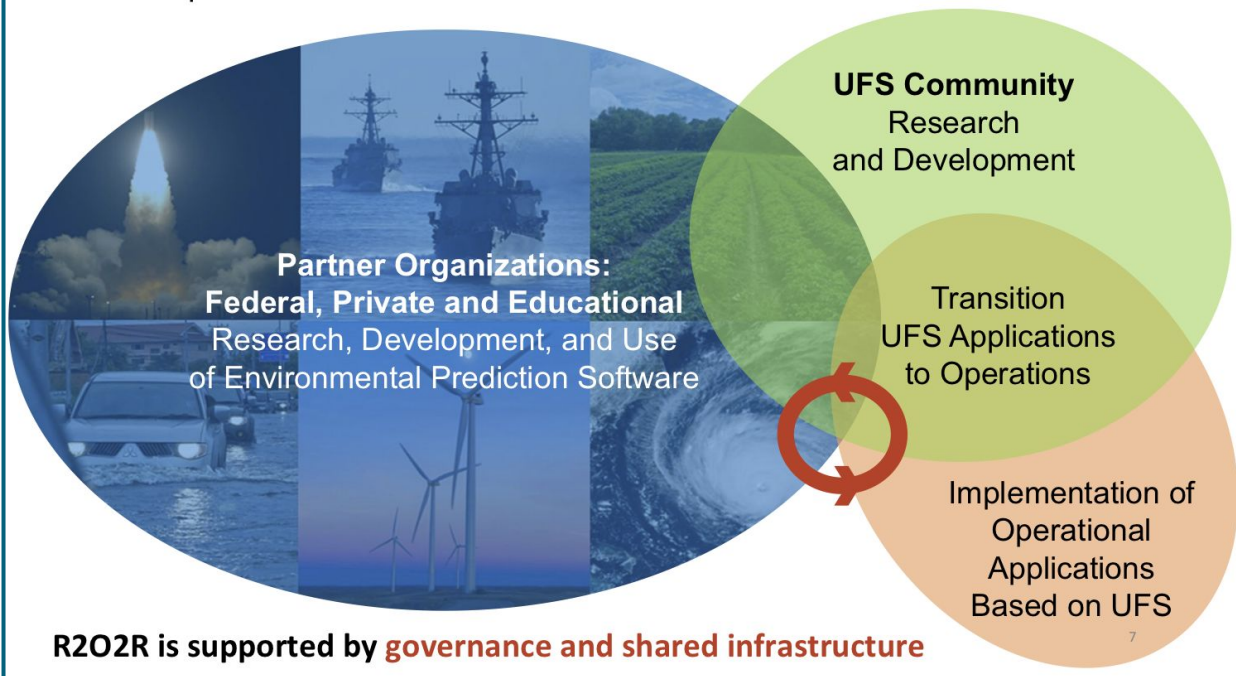 Partner Organizations:
Federal, Private and Educational
Research, Development, and Use
of Environmental Prediction Software
UFS Community
Research
and Development
Transition
UFS Applications
to Operations
Implementation of
Operational
Applications
Based on UFS
R2O2R is supported by governance and shared infrastructure
7